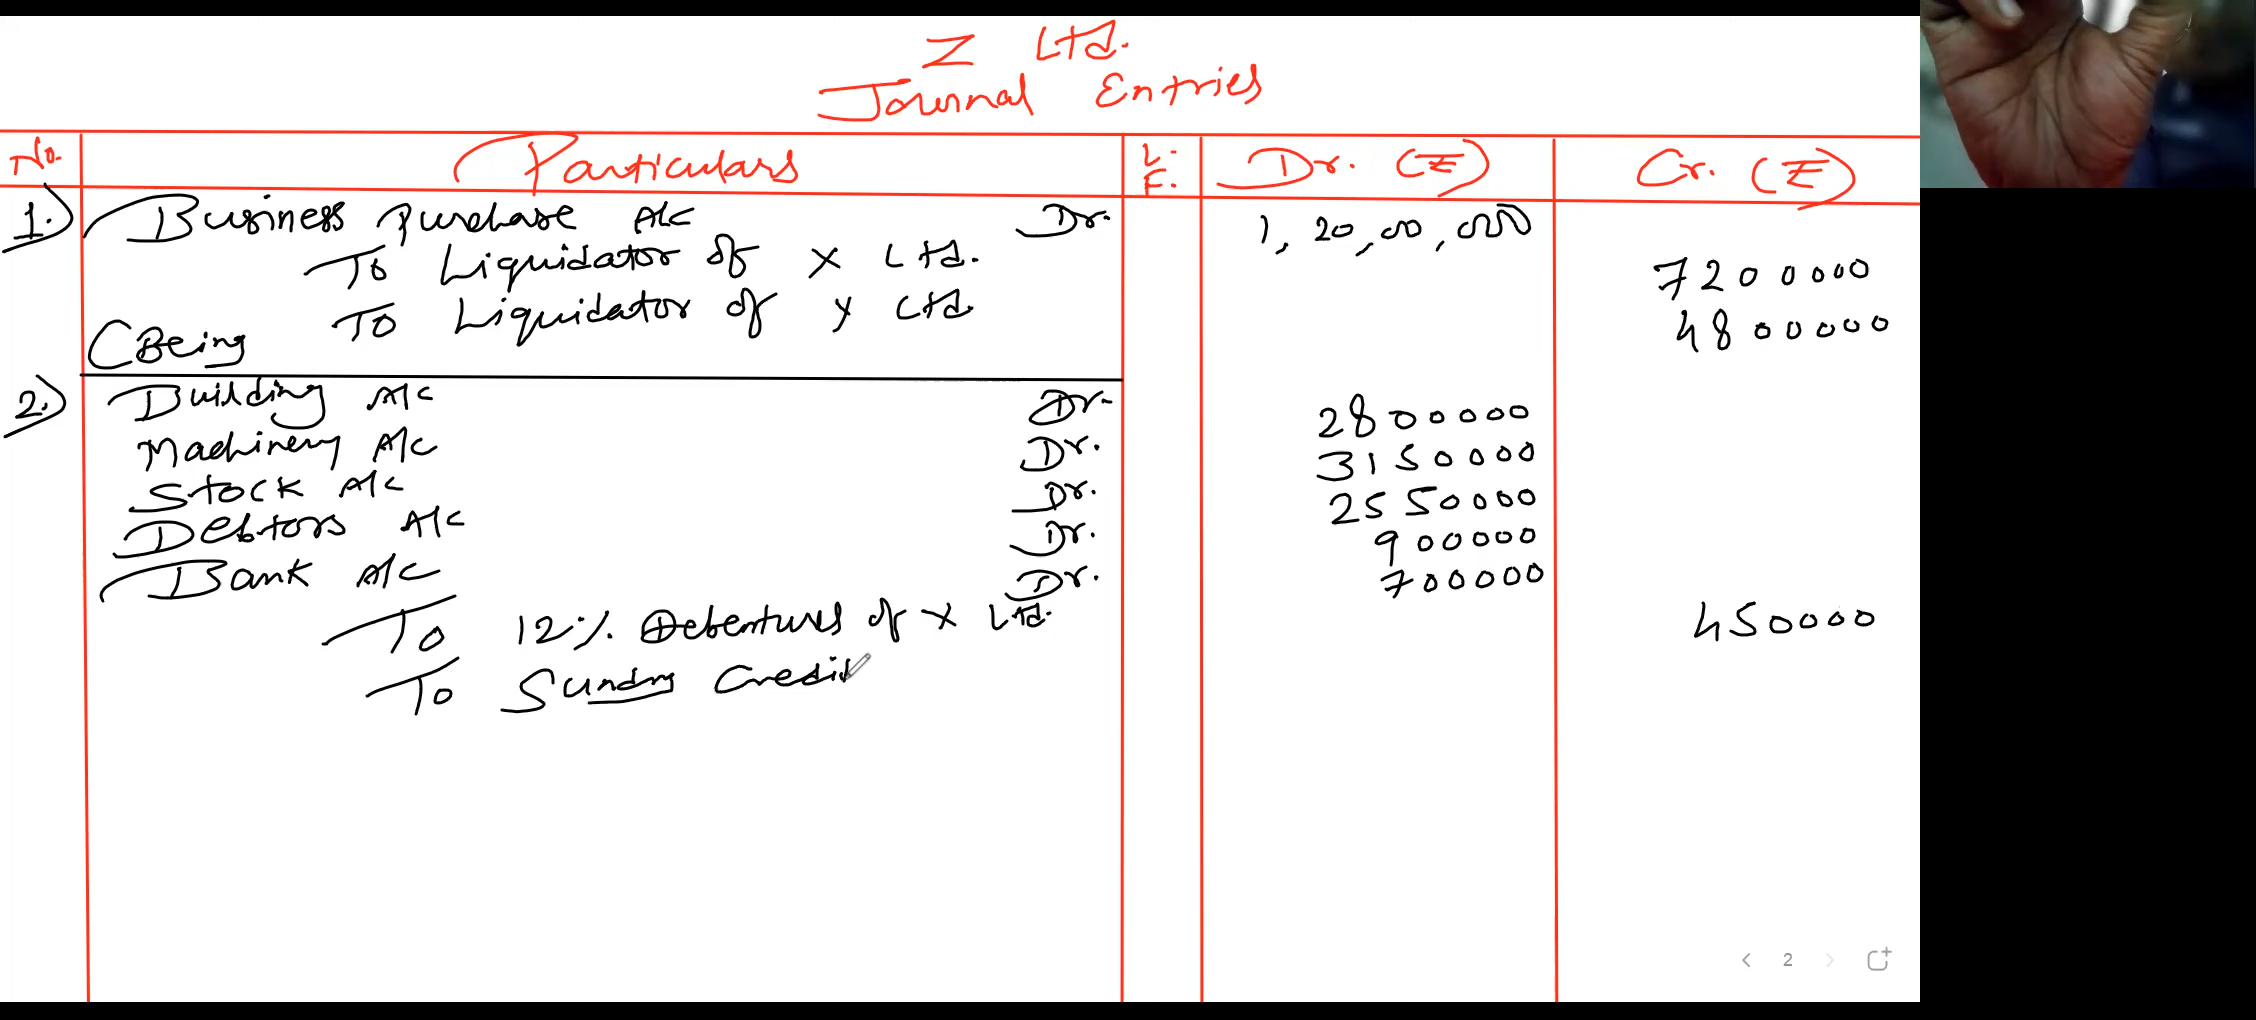 Z Ltd.
Journal Entries
No. Particulars L.F. Dr. (₹) Cr. (₹)
1.) Business Purchase A/c Dr. 1,20,00,000
To Liquidator of X Ltd. 7200000
To Liquidator of Y Ltd. 4800000
(Being
2.) Building A/c Dr. 2800000
Machinery A/c Dr. 3150000
Stock A/c Dr. 2550000
Debtors A/c Dr. 900000
Bank A/c Dr. 700000
To 12% Debentures of X Ltd. 450000
To Sundry Credit
2